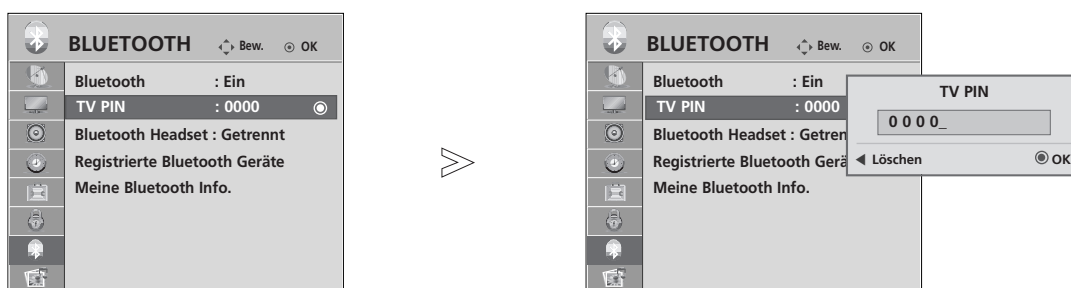 BLUETOOTH Bew. OK
Bluetooth : Ein
TV PIN : 0000
Bluetooth Headset : Getrennt
Registrierte Bluetooth Geräte
Meine Bluetooth Info.
BLUETOOTH Bew. OK
Bluetooth : Ein
TV PIN : 0000
Bluetooth Headset : Getren
Registrierte Bluetooth Gerä
Meine Bluetooth Info.
TV PIN
0 0 0 0_
Löschen OK